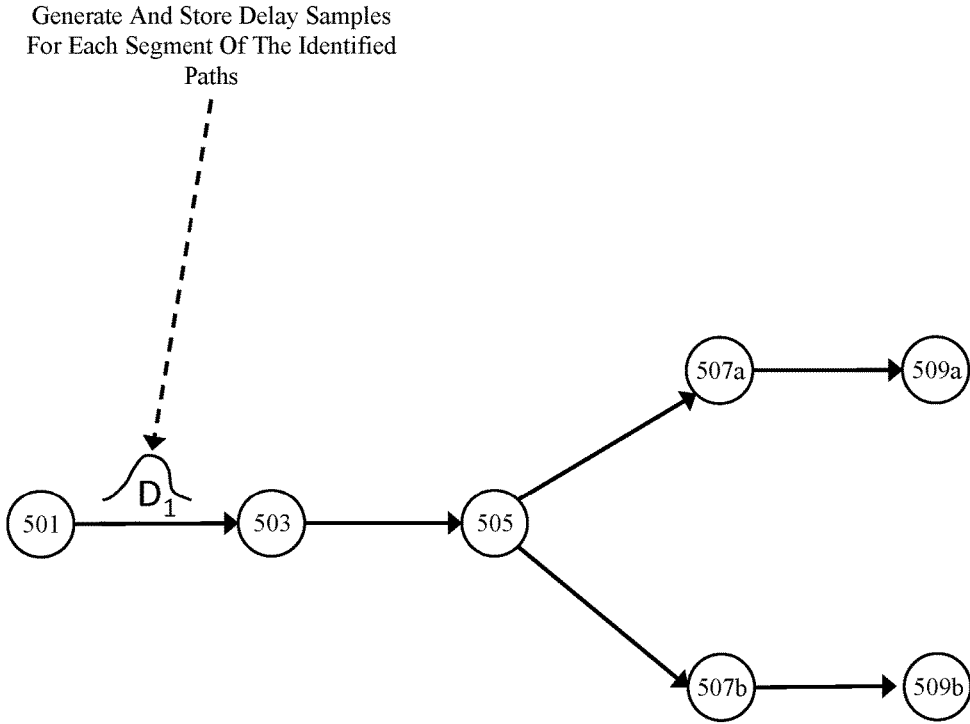 Generate And Store Delay Samples
For Each Segment Of The Identified
Paths
507a
509a
D1
501
503
505
507b
509b